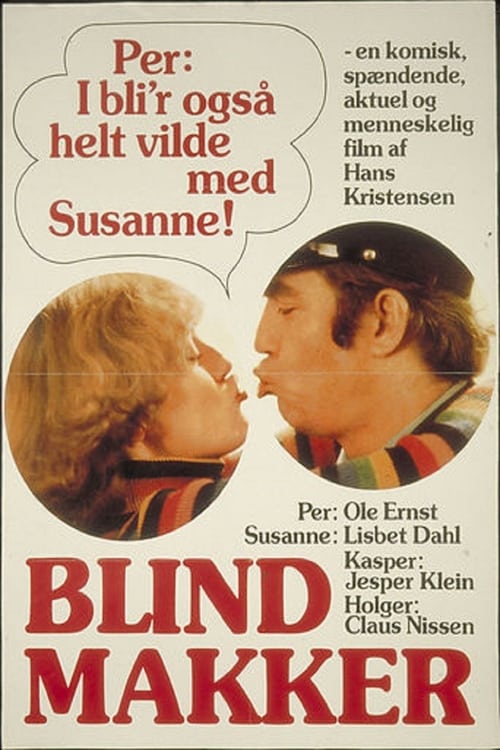 Per:
I bli'r også
helt vilde
med
Susanne!
- en komisk,
spændende,
aktuel og
menneskelig
film af
Hans
Kristensen
Per: Ole Ernst
Susanne: Lisbet Dahl
Kasper:
Jesper Klein
Holger:
Claus Nissen
BLIND
MAKKER